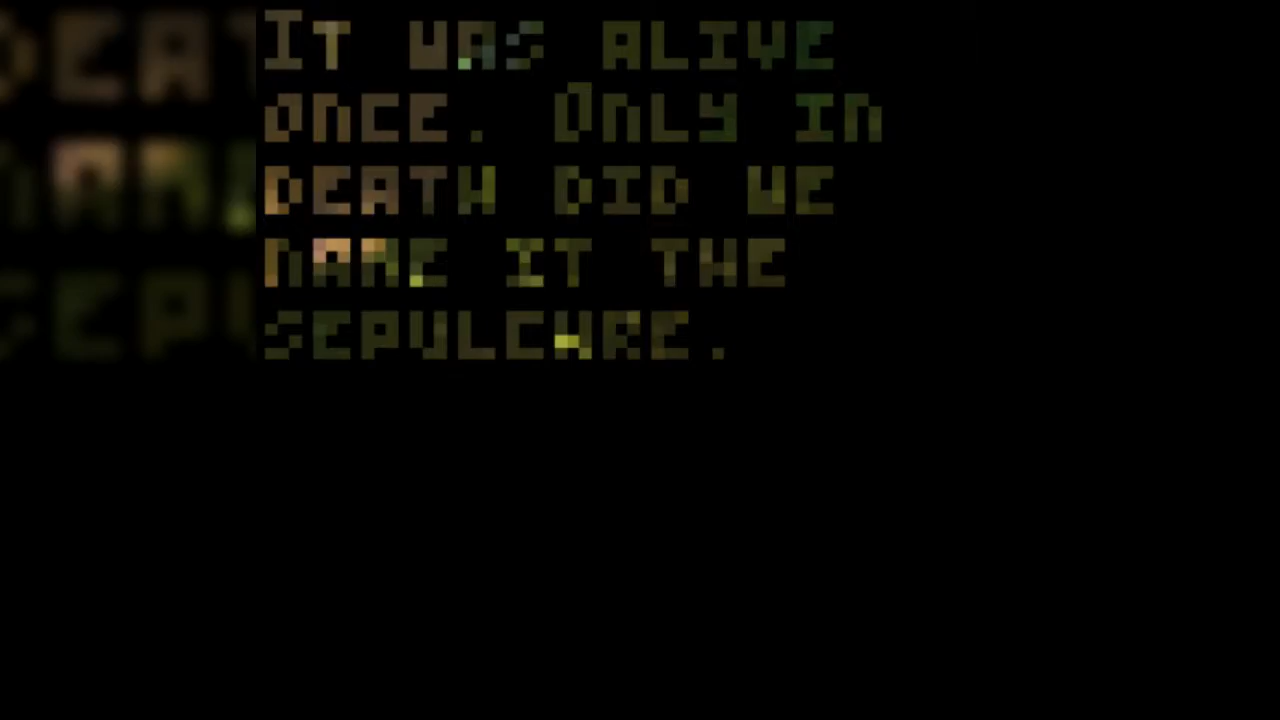 It was alive
once. Only in
death did we
name it the
sepulchre.